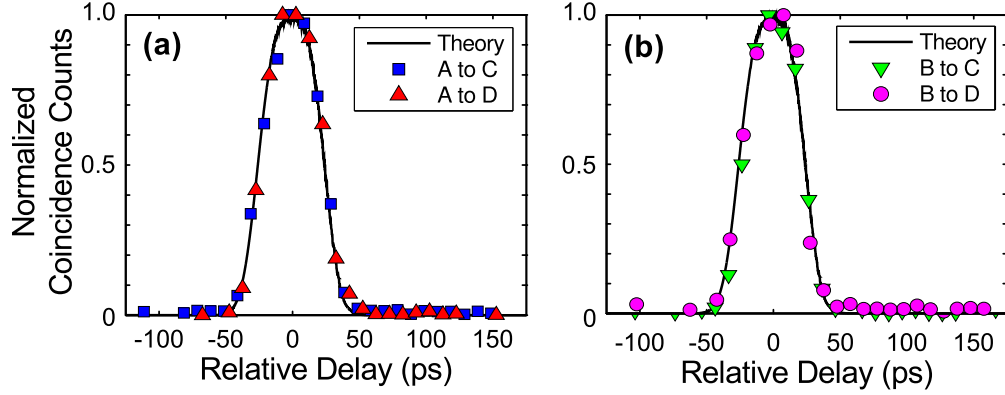 (a)
Theory
A to C
A to D
1.0
0.5
0
-100 -50 0 50 100 150
Relative Delay (ps)
Normalized
Coincidence Counts
(b)
Theory
B to C
B to D
1.0
0.5
0
-100 -50 0 50 100 150
Relative Delay (ps)